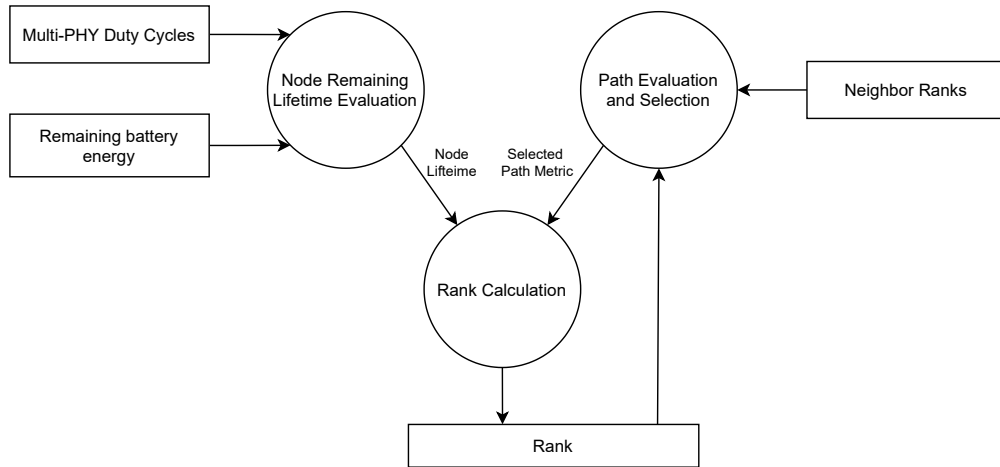 Multi-PHY Duty Cycles
Node Remaining
Lifetime Evaluation
Path Evaluation
and Selection
Neighbor Ranks
Remaining battery
energy
Node
Lifteime
Selected
Path Metric
Rank Calculation
Rank